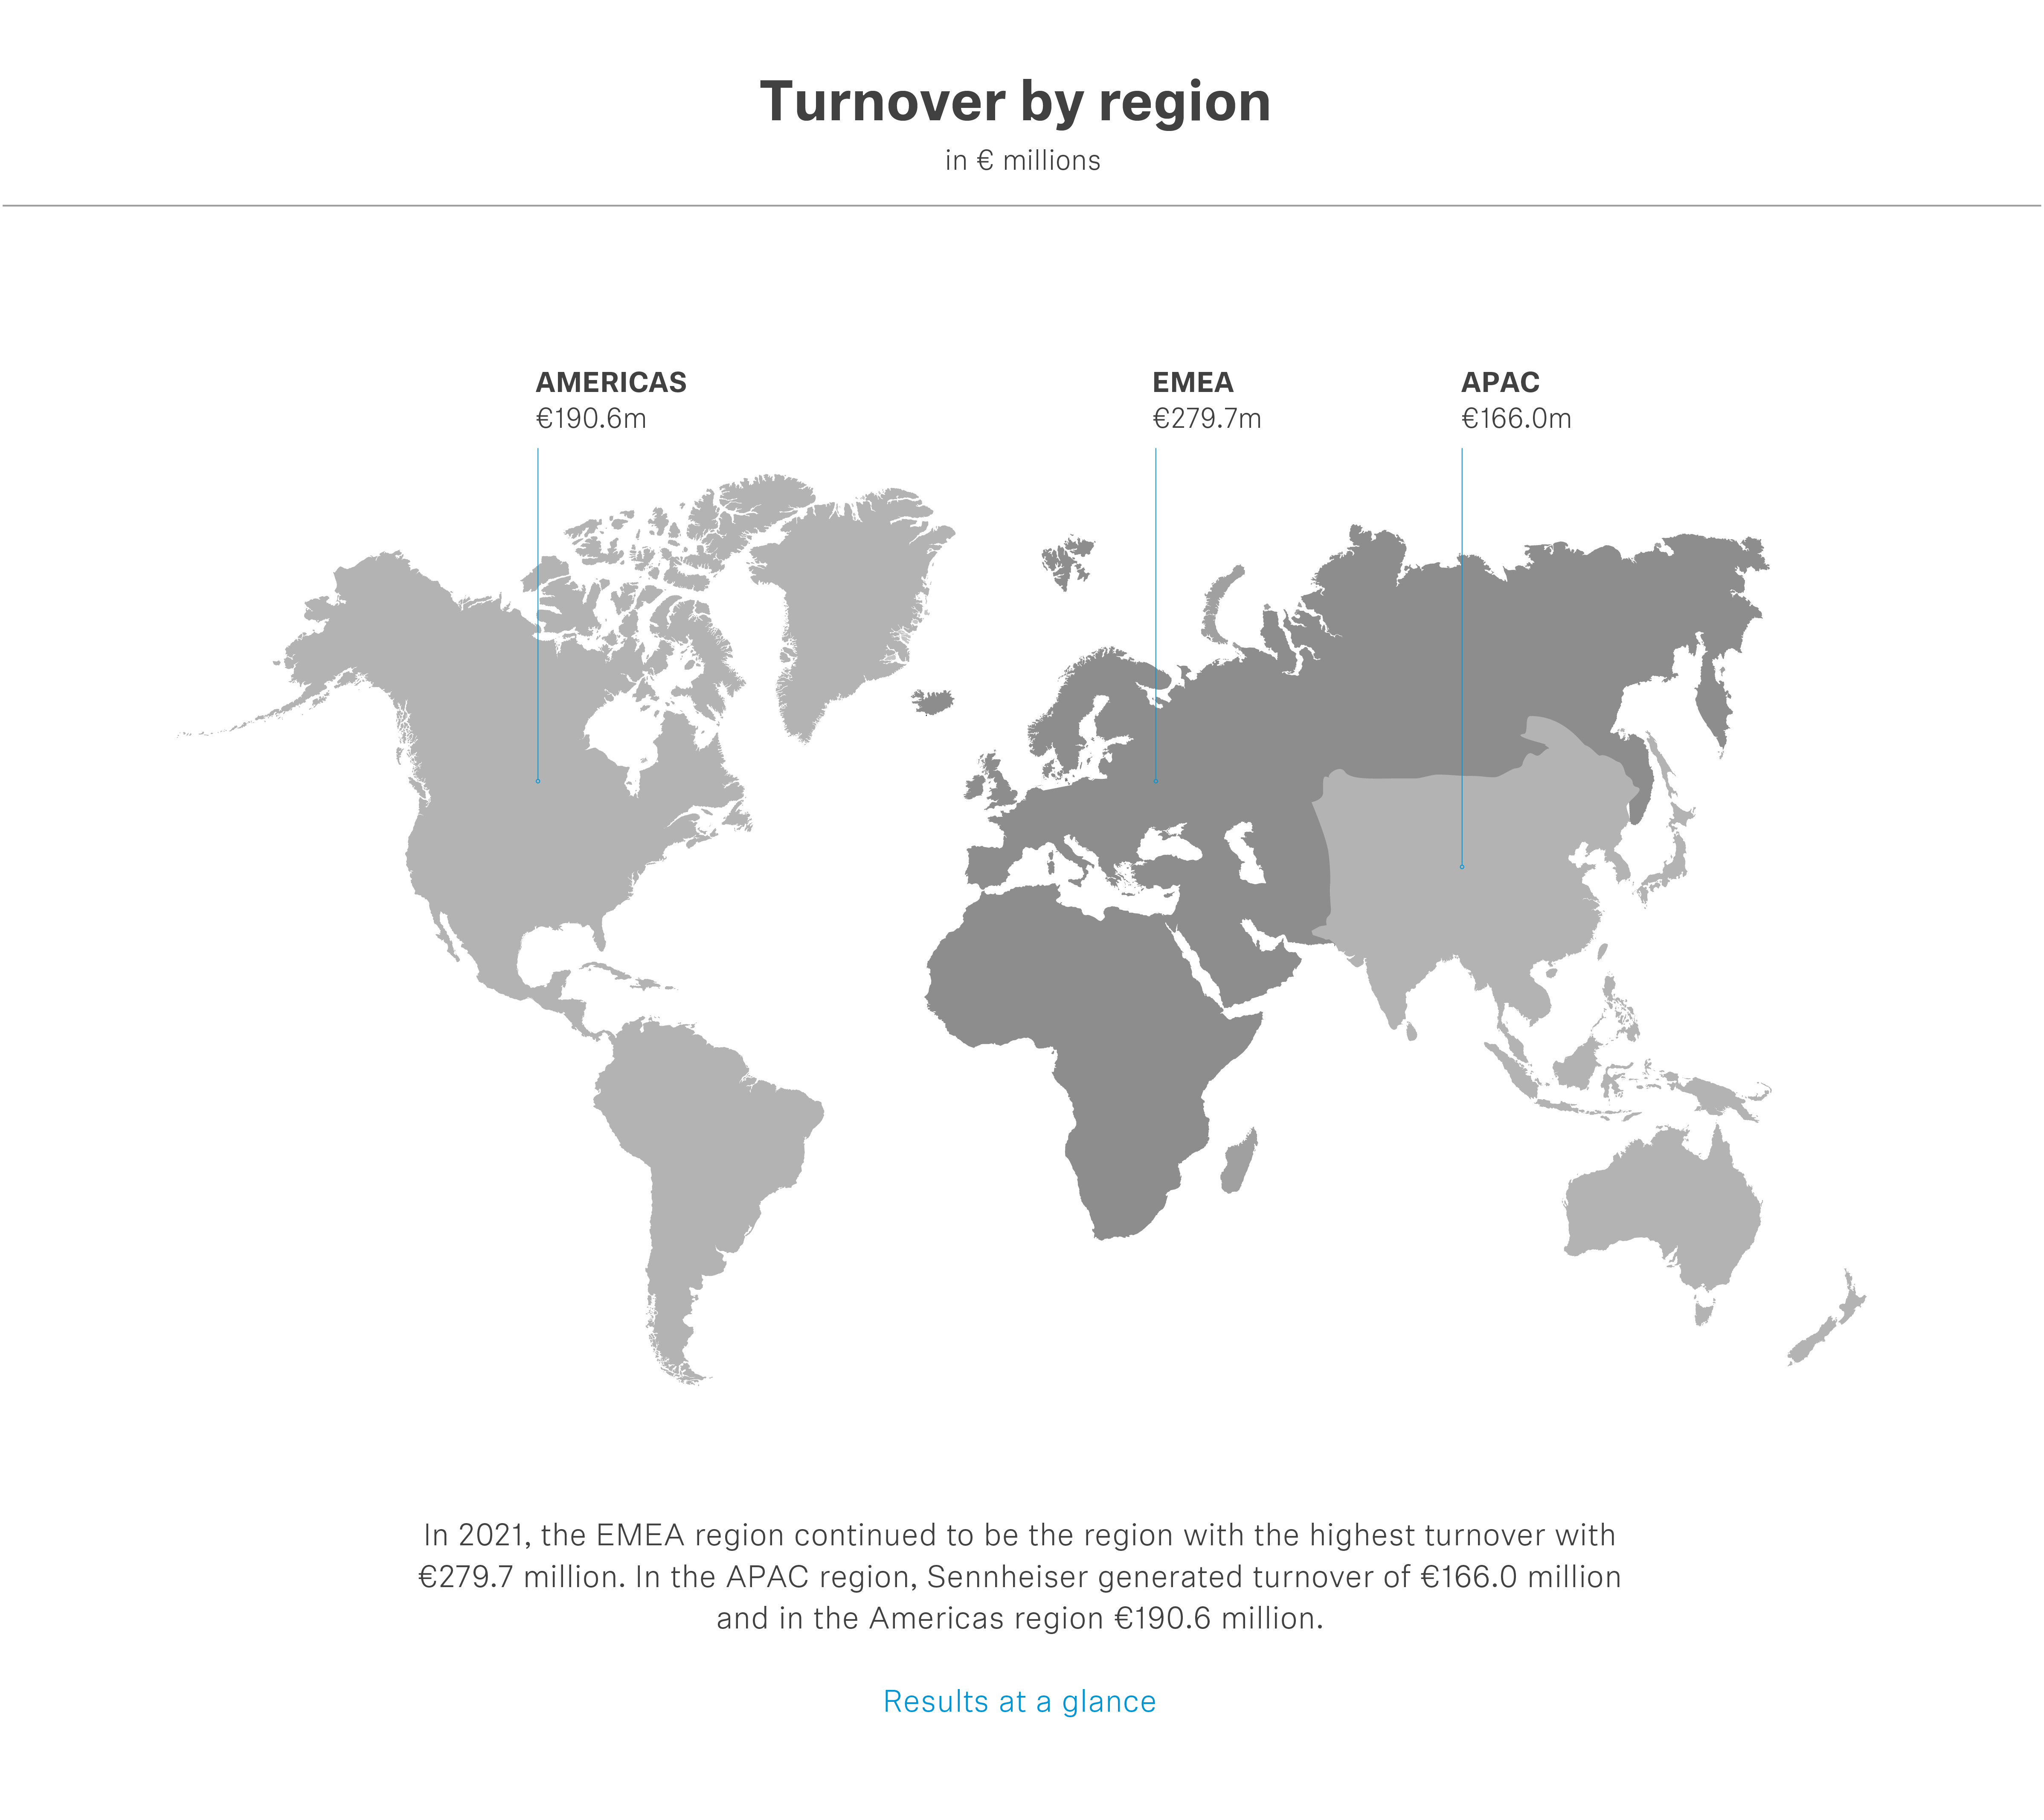 Turnover by region
in € millions
AMERICAS
€190.6m
EMEA
€279.7m
APAC
€166.0m
In 2021, the EMEA region continued to be the region with the highest turnover with
€279.7 million. In the APAC region, Sennheiser generated turnover of €166.0 million
and in the Americas region €190.6 million.
Results at a glance